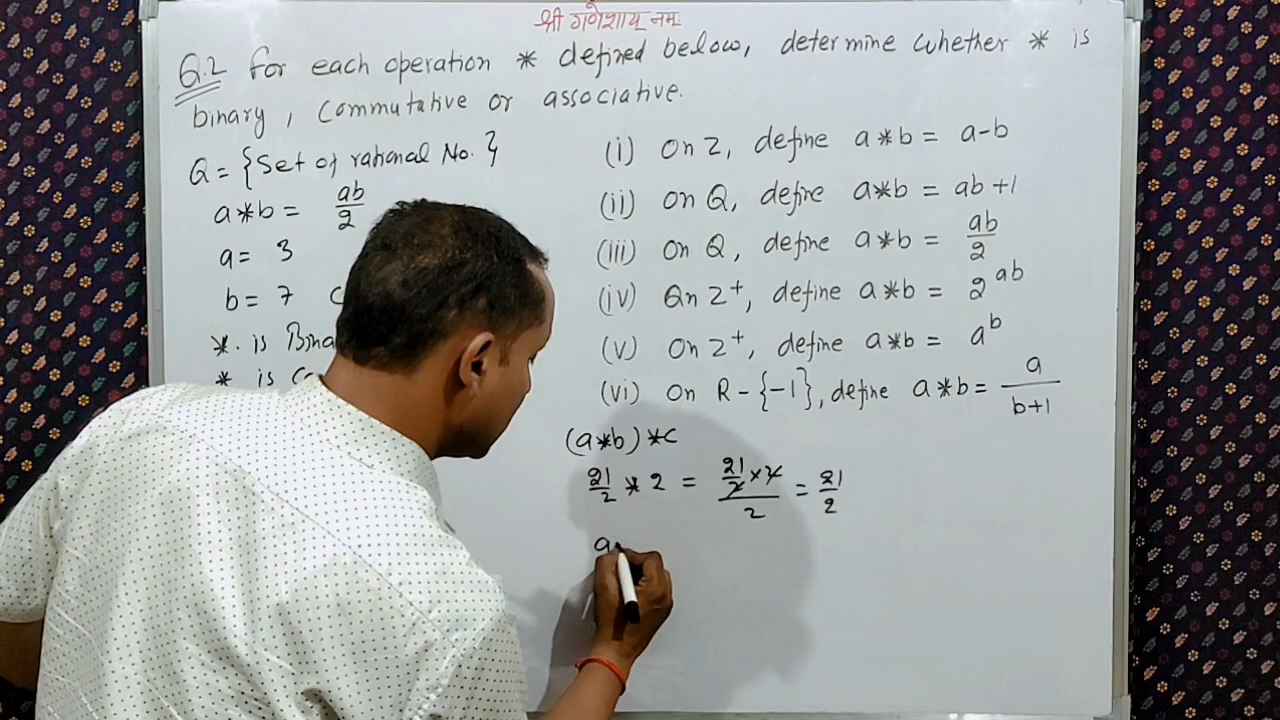 श्री गणेशाय नमः
Q.2 for each operation * defined below, determine whether * is
binary, Commutative or associative.
Q = {Set of rational No.}
a*b = ab/2
a = 3
b = 7
*. is
* is
(i) On Z, define a*b = a-b
(ii) on Q, define a*b = ab+1
(iii) On Q, define a*b = ab/2
(iv) On Z⁺, define a*b = 2^ab
(v) On Z⁺, define a*b = a^b
(vi) On R-{-1}, define a*b = a/b+1
(a*b)*c
21/2 * 2 = 21/2 × 2 / 2 = 21/2
a